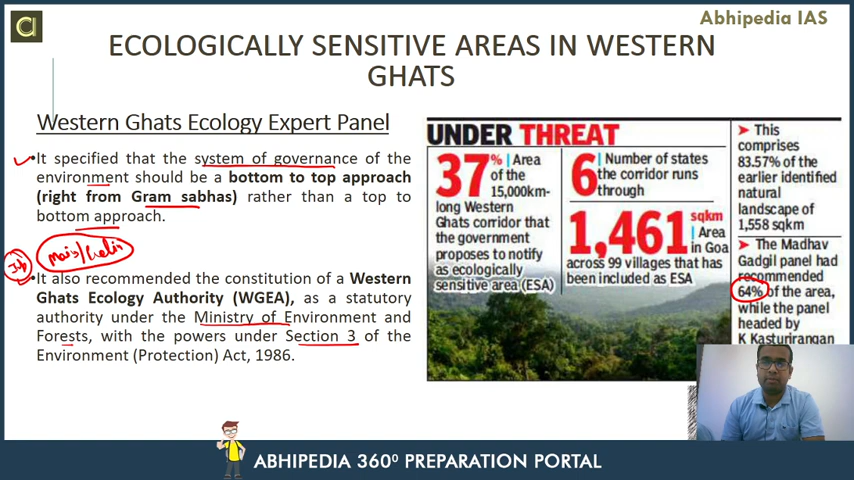 Abhipedia IAS
ECOLOGICALLY SENSITIVE AREAS IN WESTERN
GHATS
Western Ghats Ecology Expert Panel
• It specified that the system of governance of the
environment should be a bottom to top approach
(right from Gram sabhas) rather than a top to
bottom approach.
• It also recommended the constitution of a Western
Ghats Ecology Authority (WGEA), as a statutory
authority under the Ministry of Environment and
Forests, with the powers under Section 3 of the
Environment (Protection) Act, 1986.
UNDER THREAT
37% Area
of the
15,000km-
long Western
Ghats corridor that
the government
proposes to notify
as ecologically
sensitive area (ESA)
6 Number of states
the corridor runs
through
1,461 sqkm
Area
in Goa
across 99 villages that has
been included as ESA
➤ This
comprises
83.57% of the
earlier identified
natural
landscape of
1,558 sqkm
➤ The Madhav
Gadgil panel had
recommended
64% of the area,
while the panel
headed by
K Kasturirangan
ABHIPEDIA 360⁰ PREPARATION PORTAL